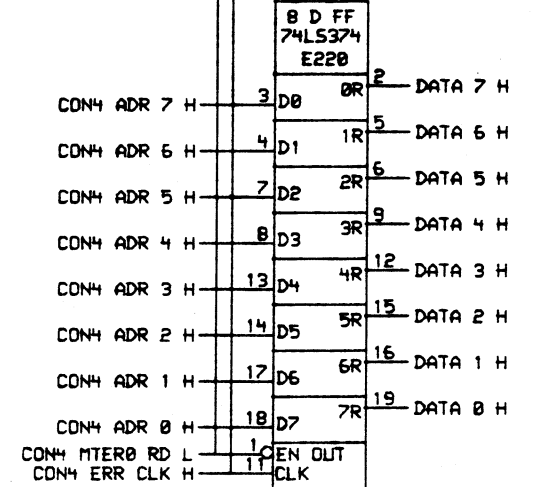 8 D FF
74LS374
E220
CON4 ADR 7 H 3 D0 0R 2 DATA 7 H
CON4 ADR 6 H 4 D1 1R 5 DATA 6 H
CON4 ADR 5 H 7 D2 2R 6 DATA 5 H
CON4 ADR 4 H 8 D3 3R 9 DATA 4 H
CON4 ADR 3 H 13 D4 4R 12 DATA 3 H
CON4 ADR 2 H 14 D5 5R 15 DATA 2 H
CON4 ADR 1 H 17 D6 6R 16 DATA 1 H
CON4 ADR 0 H 18 D7 7R 19 DATA 0 H
CON4 MTER0 RD L 1 EN OUT
CON4 ERR CLK H 11 CLK